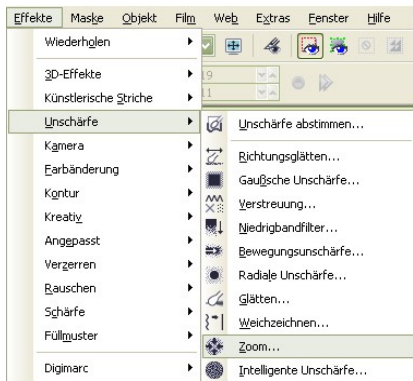 Effekte Maske Objekt Film Web Extras Fenster Hilfe
Wiederholen
3D-Effekte
Künstlerische Striche
Unschärfe
Kamera
Farbänderung
Kontur
Kreativ
Angepasst
Verzerren
Rauschen
Schärfe
Füllmuster
Digimarc
19
11
Unschärfe abstimmen...
Richtungsglätten...
Gaußsche Unschärfe...
Verstreuung...
Niedrigbandfilter...
Bewegungsunschärfe...
Radiale Unschärfe...
Glätten...
Weichzeichnen...
Zoom...
Intelligente Unschärfe...